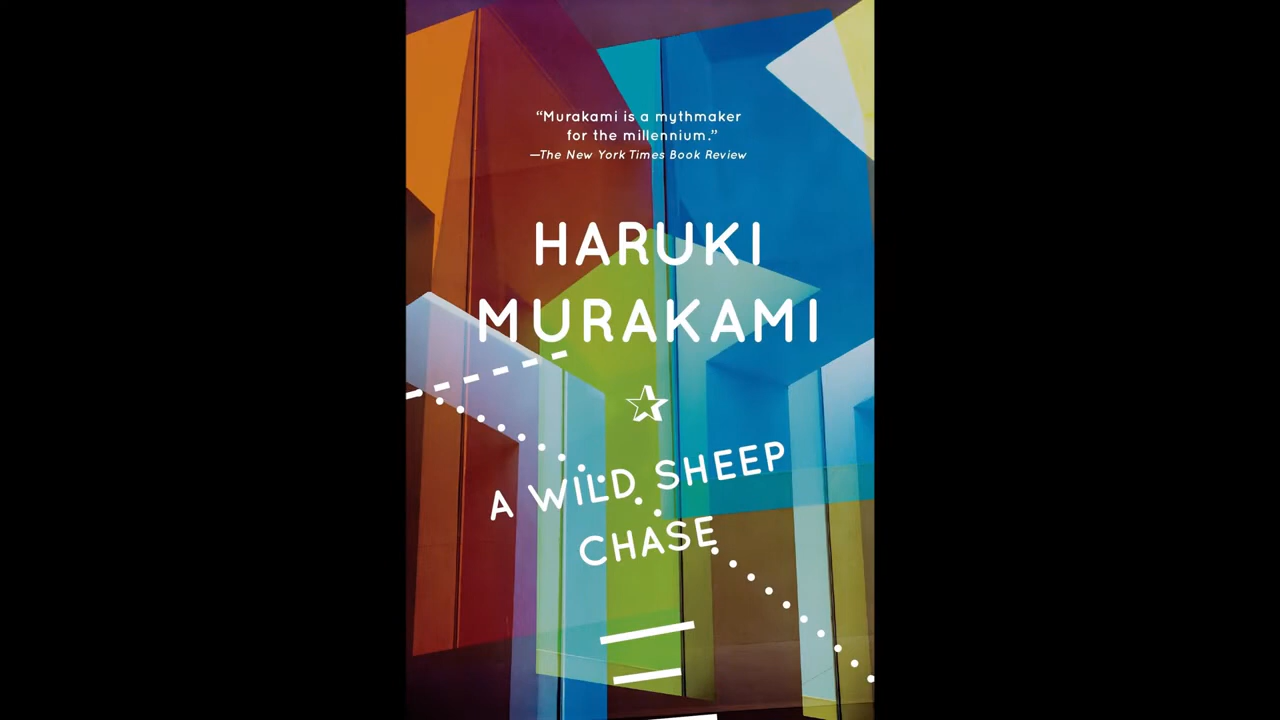 “Murakami is a mythmaker
for the millennium.”
—The New York Times Book Review
HARUKI
MURAKAMI
A WILD SHEEP
CHASE